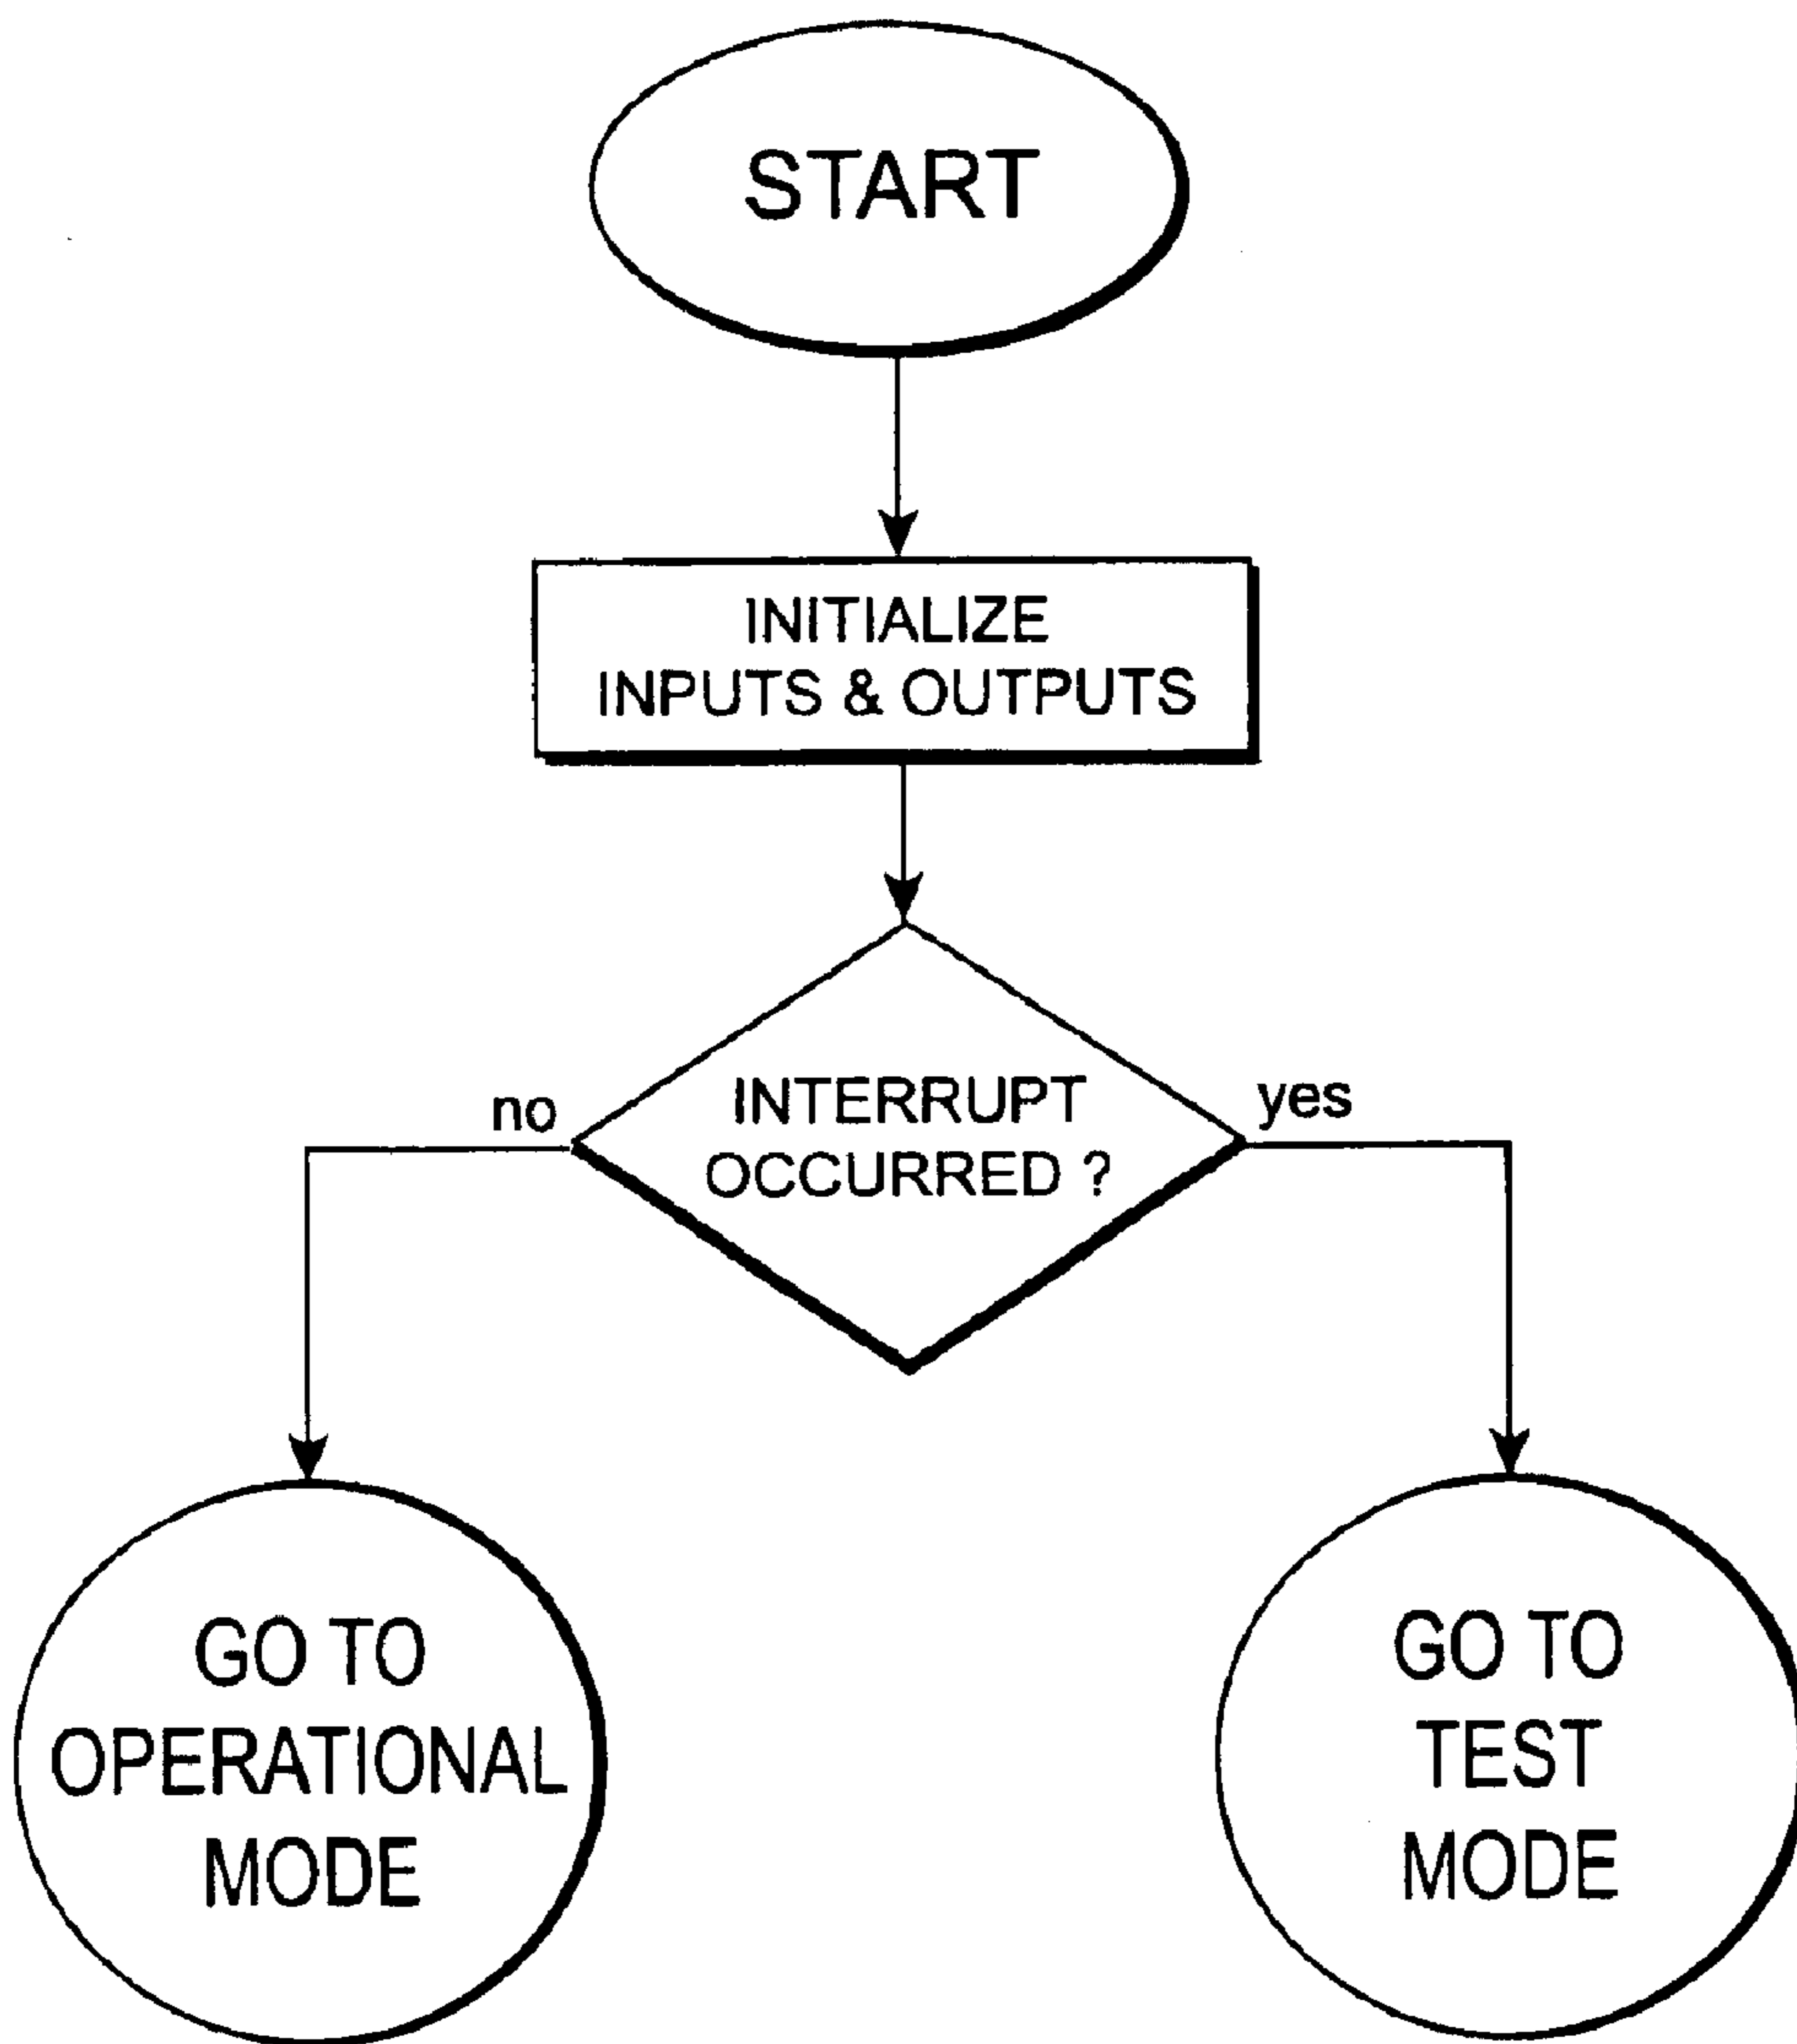 START
INITIALIZE
INPUTS & OUTPUTS
INTERRUPT
OCCURRED ?
no
yes
GO TO
OPERATIONAL
MODE
GO TO
TEST
MODE